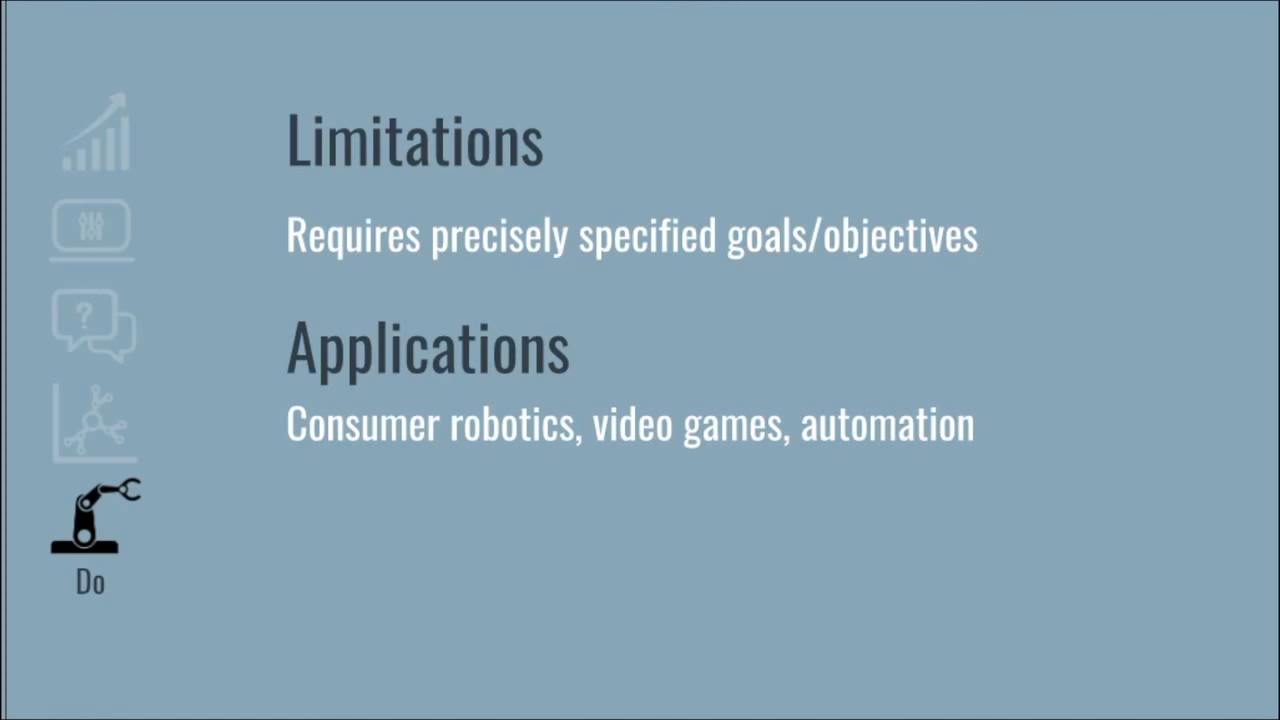 Limitations
Requires precisely specified goals/objectives
Applications
Consumer robotics, video games, automation
?
Do